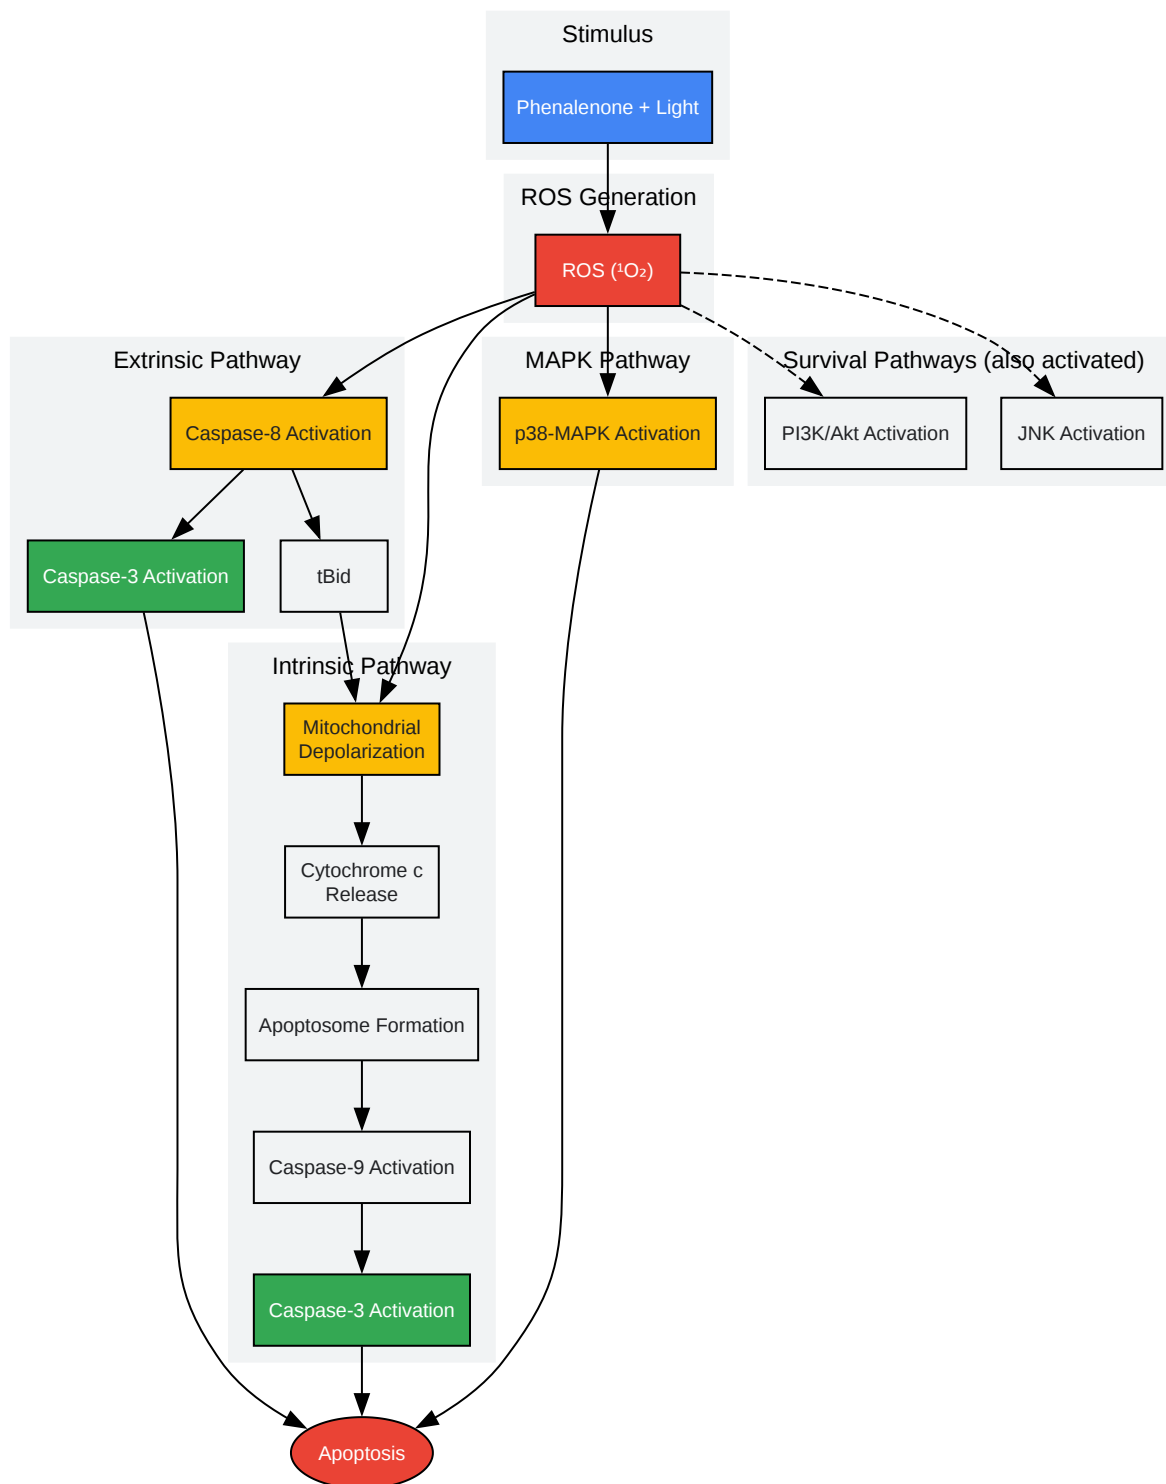 Stimulus
Phenalenone + Light
ROS Generation
ROS (¹O₂)
Extrinsic Pathway
MAPK Pathway
Survival Pathways (also activated)
Caspase-8 Activation
p38-MAPK Activation
PI3K/Akt Activation
JNK Activation
Caspase-3 Activation
tBid
Intrinsic Pathway
Mitochondrial
Depolarization
Cytochrome c
Release
Apoptosome Formation
Caspase-9 Activation
Caspase-3 Activation
Apoptosis